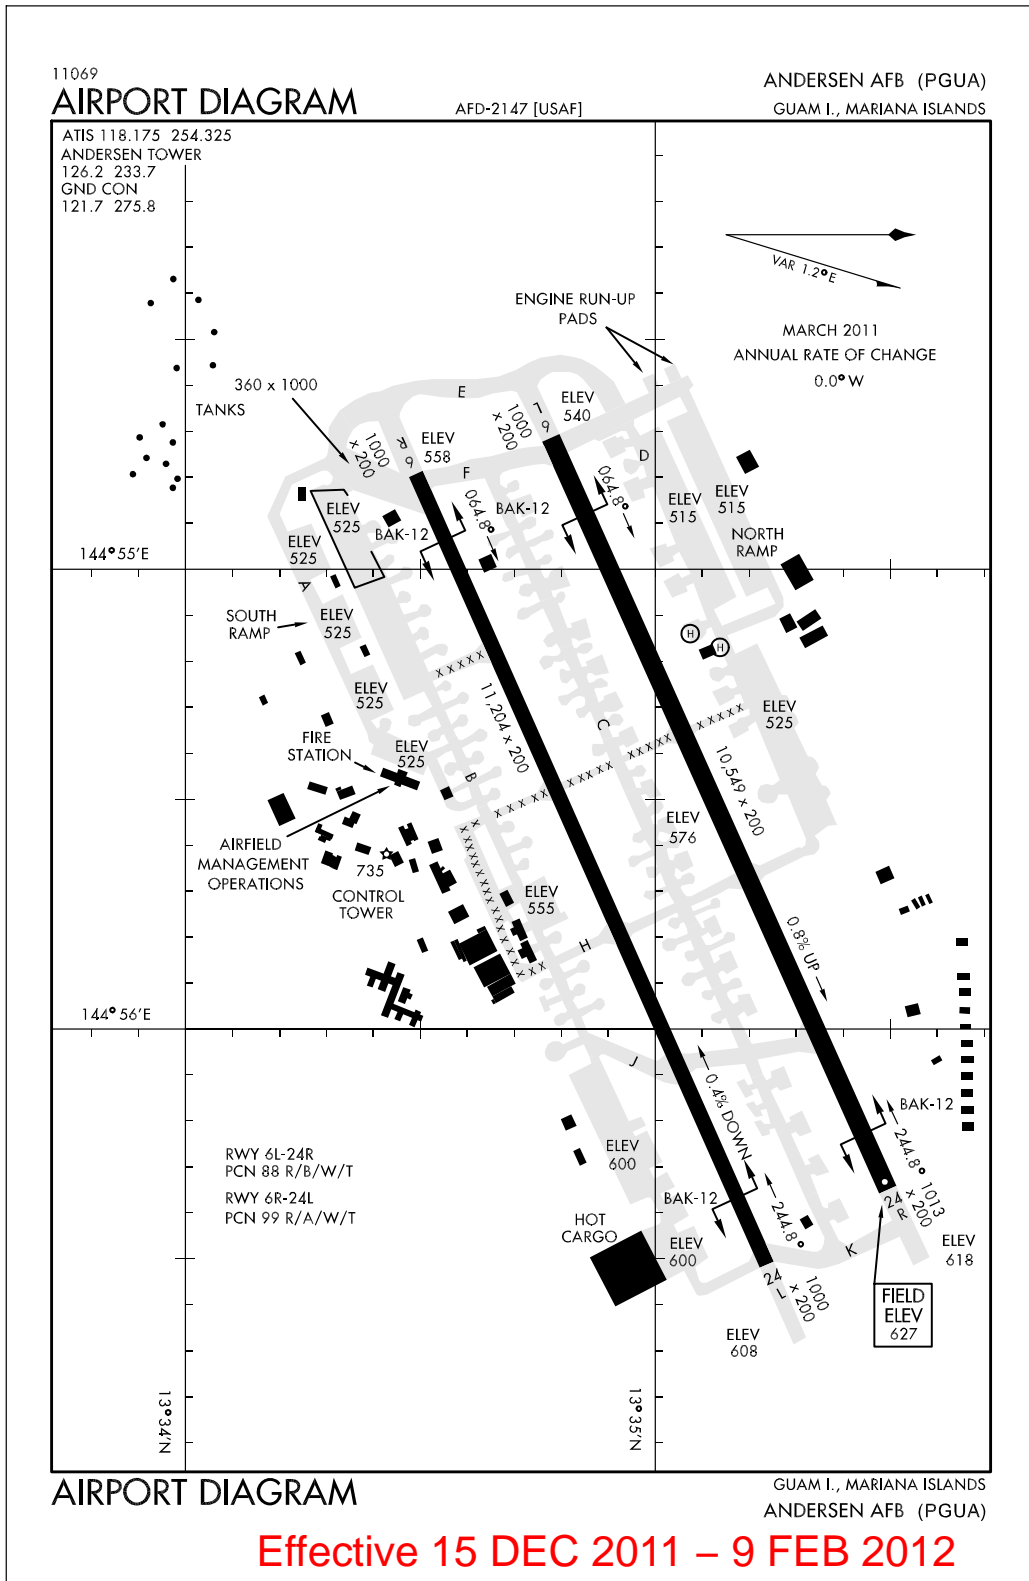 11069
AIRPORT DIAGRAM
AFD-2147 [USAF]
ANDERSEN AFB (PGUA)
GUAM I., MARIANA ISLANDS
ATIS 118.175 254.325
ANDERSEN TOWER
126.2 233.7
GND CON
121.7 275.8
VAR 1.2° E
MARCH 2011
ANNUAL RATE OF CHANGE
0.0° W
ENGINE RUN-UP
PADS
360 x 1000
TANKS
E
1000
x 200
6 R
ELEV
558
1000
x 200
6 L
ELEV
540
F
D
064.8°
064.8°
BAK-12
BAK-12
ELEV
515
ELEV
515
NORTH
RAMP
ELEV
525
ELEV
525
144° 55'E
A
SOUTH
RAMP
ELEV
525
H
H
ELEV
525
ELEV
525
x x x x x
11,204 x 200
C
x x x x x
x x x x x
x x x x x
x x x x x
10,549 x 200
FIRE
STATION
ELEV
525
B
ELEV
576
AIRFIELD
MANAGEMENT
OPERATIONS
735
CONTROL
TOWER
ELEV
555
H
0.8% UP
144° 56'E
J
0.4% DOWN
BAK-12
244.8°
RWY 6L-24R
PCN 88 R/B/W/T
RWY 6R-24L
PCN 99 R/A/W/T
ELEV
600
BAK-12
244.8°
HOT
CARGO
ELEV
600
K
24
R
1013
x 200
ELEV
618
24
L
1000
x 200
FIELD
ELEV
627
ELEV
608
13° 34'N
13° 35'N
AIRPORT DIAGRAM
GUAM I., MARIANA ISLANDS
ANDERSEN AFB (PGUA)
Effective 15 DEC 2011 – 9 FEB 2012